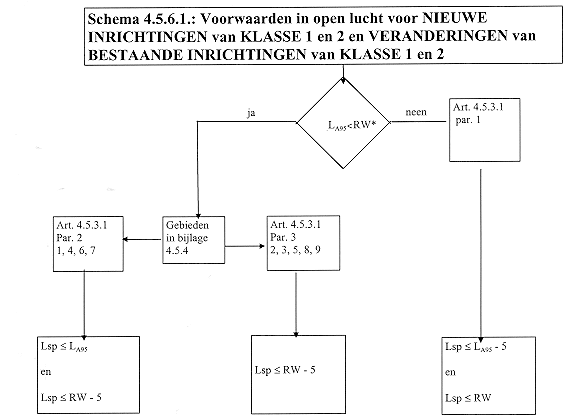 Schema 4.5.6.1.: Voorwaarden in open lucht voor NIEUWE
INRICHTINGEN van KLASSE 1 en 2 en VERANDERINGEN van
BESTAANDE INRICHTINGEN van KLASSE 1 en 2
ja
LA95<RW*
neen
Art. 4.5.3.1
par. 1
Art. 4.5.3.1
Par. 2
1, 4, 6, 7
Gebieden
in bijlage
4.5.4
Art. 4.5.3.1
Par. 3
2, 3, 5, 8, 9
Lsp ≤ LA95
en
Lsp ≤ RW - 5
Lsp ≤ RW - 5
Lsp ≤ LA95 - 5
en
Lsp ≤ RW